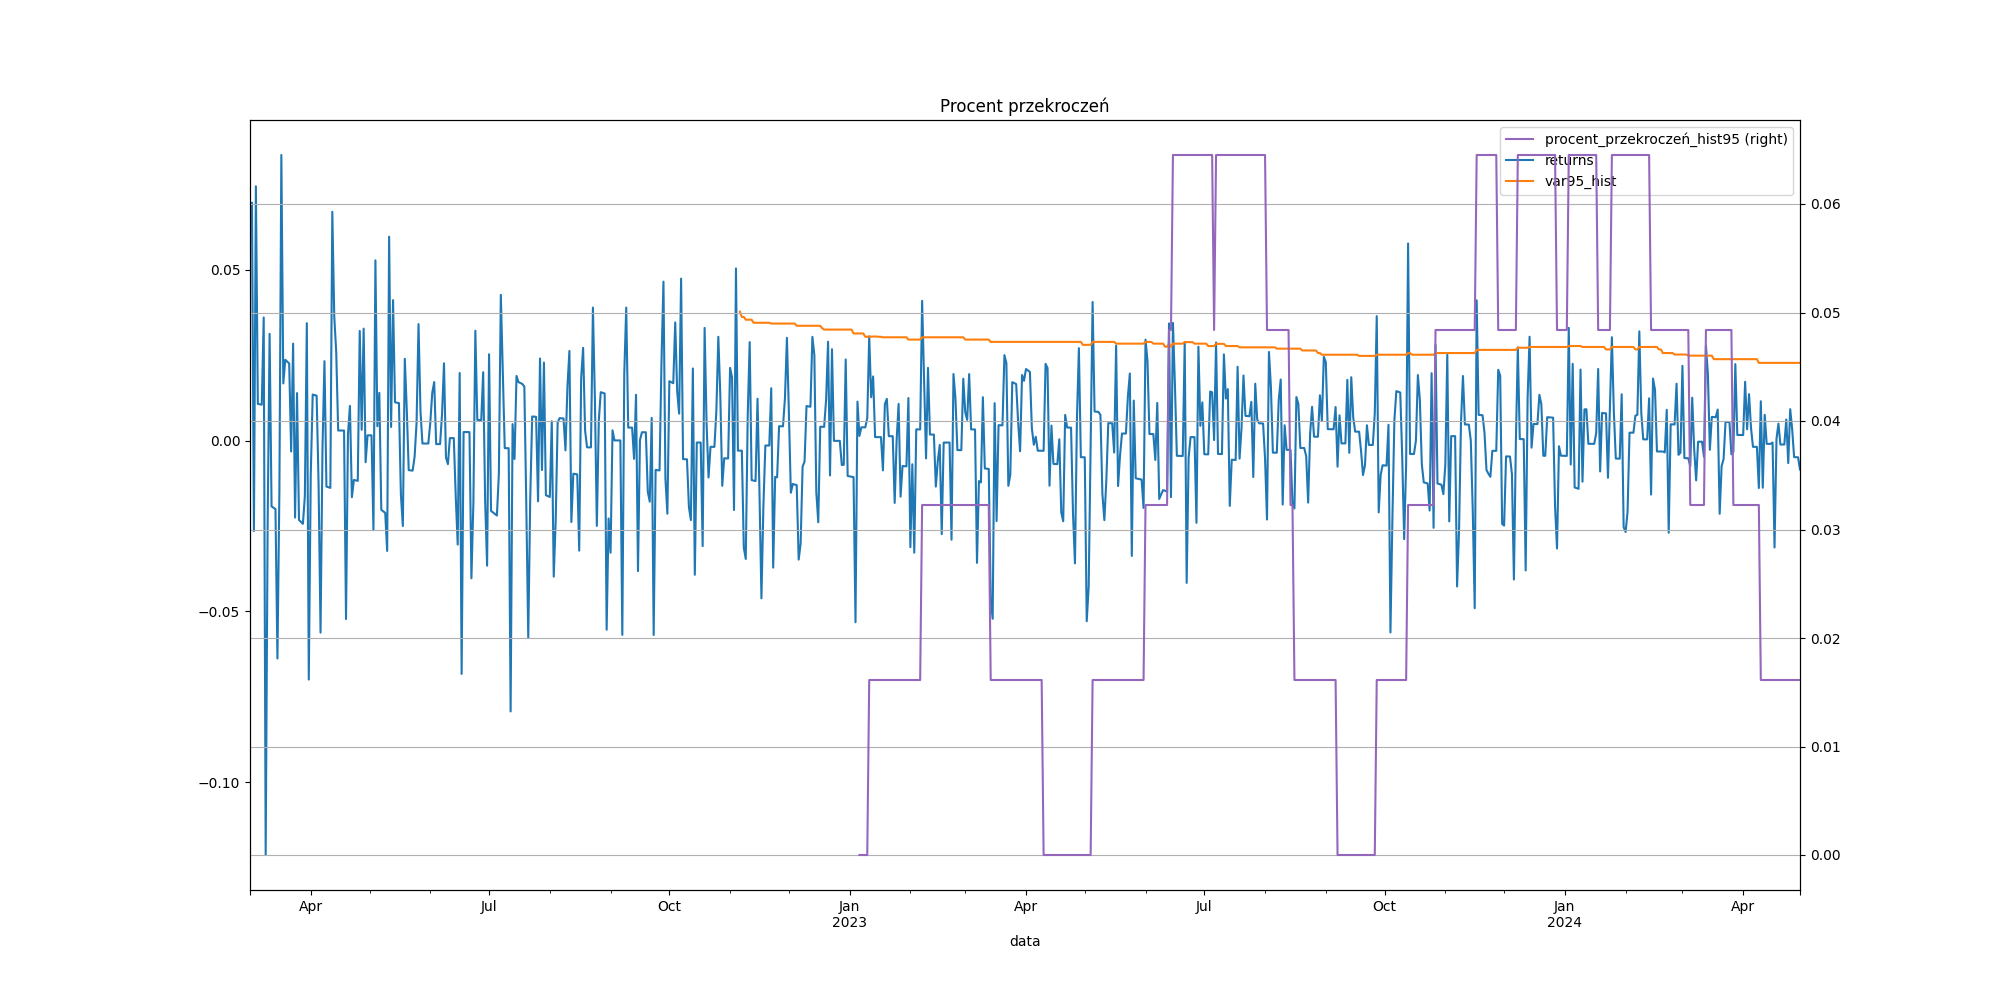 Procent przekroczeń
procent_przekroczeń_hist95 (right)
returns
var95_hist
0.05
0.00
−0.05
−0.10
0.06
0.05
0.04
0.03
0.02
0.01
0.00
Apr
Jul
Oct
Jan
2023
Apr
Jul
Oct
Jan
2024
Apr
data